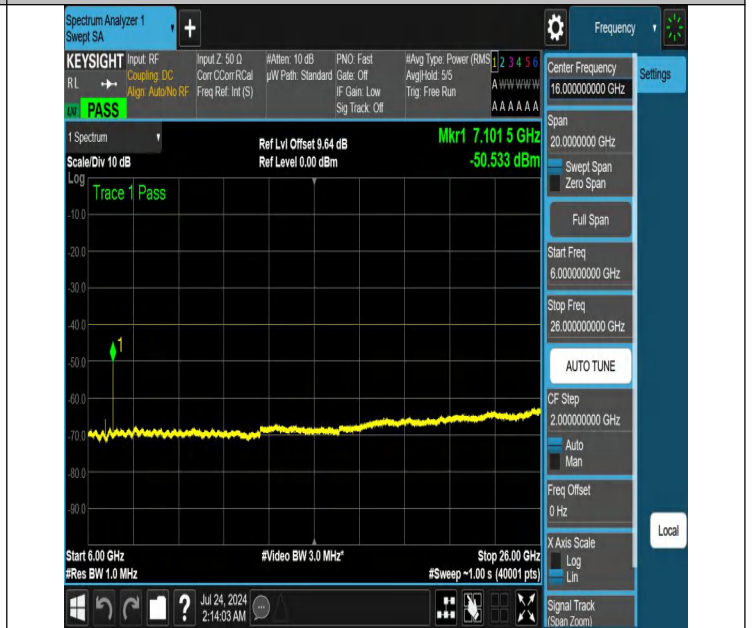 Spectrum Analyzer 1
Swept SA
+
Frequency
KEYSIGHT
Input: RF
Coupling: DC
Align: Auto/No RF
Input Z: 50 Ω
Corr CCorr RCal
Freq Ref: Int (S)
#Atten: 10 dB
µW Path: Standard
PNO: Fast
Gate: Off
IF Gain: Low
Sig Track: Off
#Avg Type: Power (RMS
Avg|Hold: 5/5
Trig: Free Run
1 2 3 4 5 6
A W W W W W
A A A A A A
R L
PASS
1 Spectrum
Scale/Div 10 dB
Ref Lvl Offset 9.64 dB
Ref Level 0.00 dBm
Mkr1 7.101 5 GHz
-50.533 dBm
Log
Trace 1 Pass
-10.0
-20.0
-30.0
-40.0
1
-50.0
-60.0
-70.0
-80.0
-90.0
Start 6.00 GHz
#Res BW 1.0 MHz
#Video BW 3.0 MHz*
Stop 26.00 GHz
#Sweep ~1.00 s (40001 pts)
?
Jul 24, 2024
2:14:03 AM
Center Frequency
16.000000000 GHz
Settings
Span
20.0000000 GHz
Swept Span
Zero Span
Full Span
Start Freq
6.000000000 GHz
Stop Freq
26.000000000 GHz
AUTO TUNE
CF Step
2.000000000 GHz
Auto
Man
Freq Offset
0 Hz
X Axis Scale
Log
Lin
Local
Signal Track
(Span Zoom)